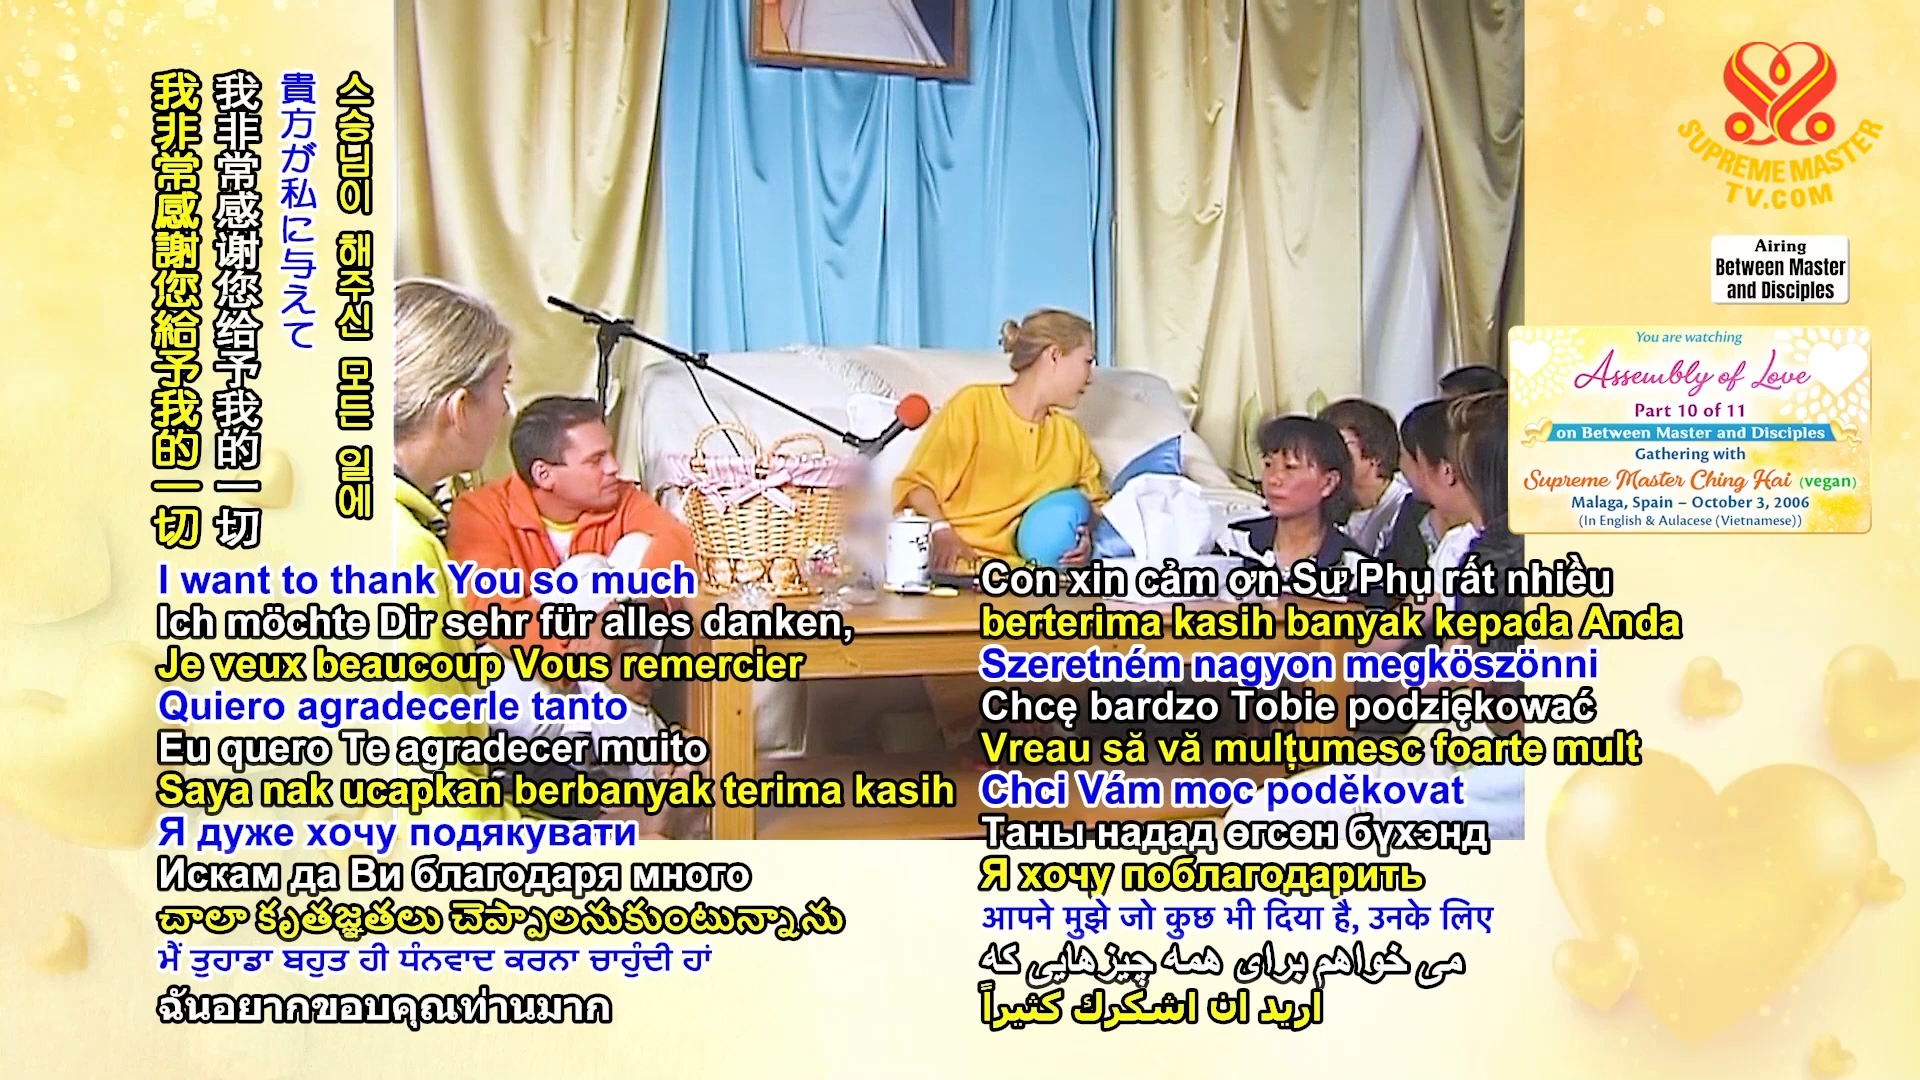 我非常感謝您給予我的一切
我非常感谢您给予我的一切
貴方が私に与えて
스승님이 해주신 모든 일에
I want to thank You so much
Ich möchte Dir sehr für alles danken,
Je veux beaucoup Vous remercier
Quiero agradecerle tanto
Eu quero Te agradecer muito
Saya nak ucapkan berbanyak terima kasih
Я дуже хочу подякувати
Искам да Ви благодаря много
చాలా కృతజ్ఞతలు చెప్పాలనుకుంటున్నాను
ਮੈਂ ਤੁਹਾਡਾ ਬਹੁਤ ਹੀ ਧੰਨਵਾਦ ਕਰਨਾ ਚਾਹੁੰਦੀ ਹਾਂ
ฉันอยากขอบคุณท่านมาก
Con xin cảm ơn Sư Phụ rất nhiều
berterima kasih banyak kepada Anda
Szeretném nagyon megköszönni
Chcę bardzo Tobie podziękować
Vreau să vă mulțumesc foarte mult
Chci Vám moc poděkovat
Таны надад өгсөн бүхэнд
Я хочу поблагодарить
आपने मुझे जो कुछ भी दिया है, उनके लिए
می خواهم برای همه چیزهایی که
اريد ان اشكرك كثيراً
SUPREME MASTER
TV.COM
Airing
Between Master
and Disciples
You are watching
Assembly of Love
Part 10 of 11
on Between Master and Disciples
Gathering with
Supreme Master Ching Hai (vegan)
Malaga, Spain – October 3, 2006
(In English & Aulacese (Vietnamese))